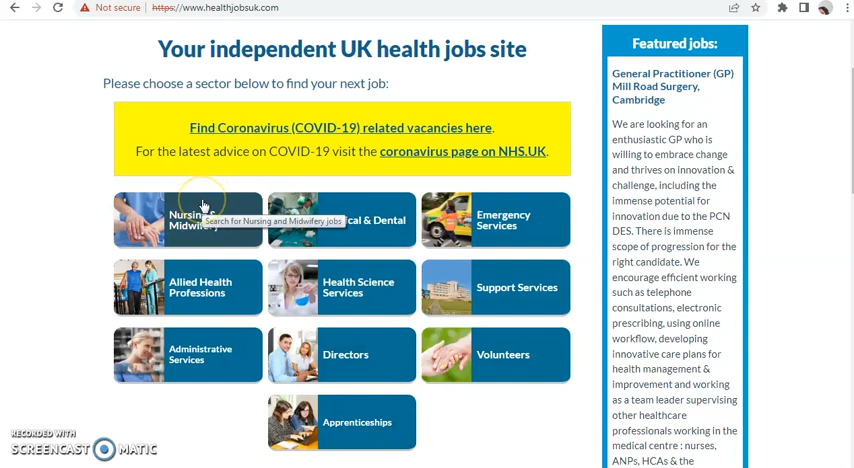 Not secure
https://www.healthjobsuk.com
Your independent UK health jobs site
Please choose a sector below to find your next job:
Find Coronavirus (COVID-19) related vacancies here.
For the latest advice on COVID-19 visit the coronavirus page on NHS.UK.
Nursing &
Midwifery
Search for Nursing and Midwifery jobs
ical & Dental
Emergency
Services
Allied Health
Professions
Health Science
Services
Support Services
Administrative
Services
Directors
Volunteers
Apprenticeships
Featured jobs:
General Practitioner (GP)
Mill Road Surgery,
Cambridge
We are looking for an
enthusiastic GP who is
willing to embrace change
and thrives on innovation &
challenge, including the
immense potential for
innovation due to the PCN
DES. There is immense
scope of progression for the
right candidate. We
encourage efficient working
such as telephone
consultations, electronic
prescribing, using online
workflow, developing
innovative care plans for
health management &
improvement and working
as a team leader supervising
other healthcare
professionals working in the
medical centre : nurses,
ANPs, HCAs & the
RECORDED WITH
SCREENCAST MATIC